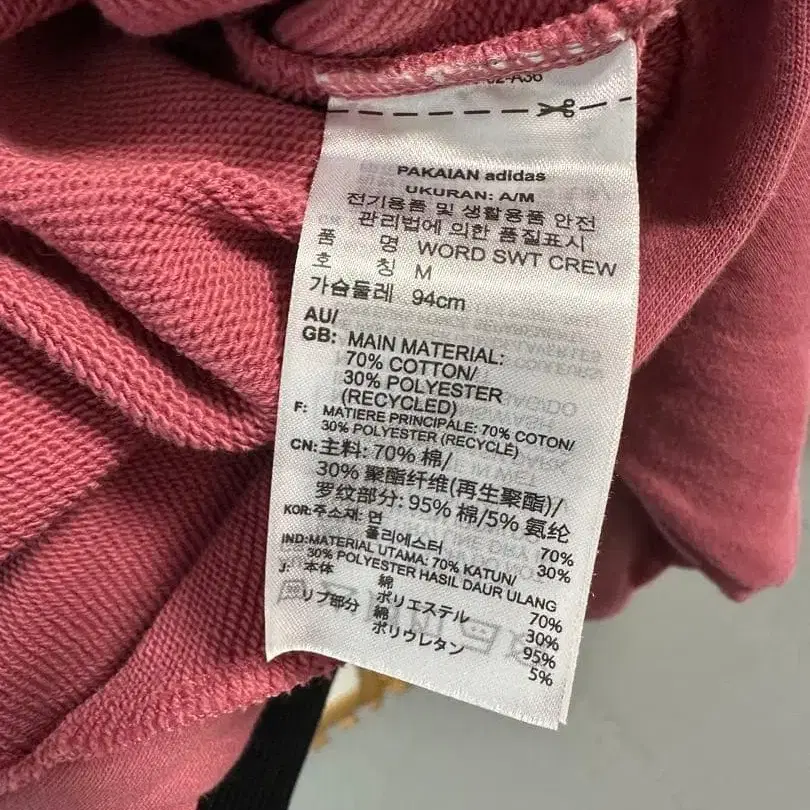 02-A36
PAKAIAN adidas
UKURAN: A/M
전기용품 및 생활용품 안전
관리법에 의한 품질표시
품 명 WORD SWT CREW
호 칭 M
가슴둘레 94cm
AU/
GB: MAIN MATERIAL:
70% COTTON/
30% POLYESTER
(RECYCLED)
F: MATIERE PRINCIPALE: 70% COTON/
30% POLYESTER (RECYCLÉ)
CN:主料: 70% 棉/
30% 聚酯纤维(再生聚酯)/
罗纹部分: 95% 棉/5% 氨纶
KOR:주소재: 면 70%
폴리에스터 30%
IND:MATERIAL UTAMA: 70% KATUN/
30% POLYESTER HASIL DAUR ULANG
J: 本体 綿 70%
ポリエステル 30%
リブ部分 綿 95%
ポリウレタン 5%